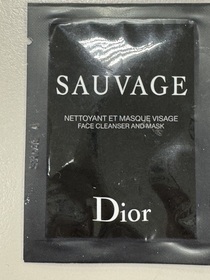 SAUVAGE
NETTOYANT ET MASQUE VISAGE
FACE CLEANSER AND MASK
Dior